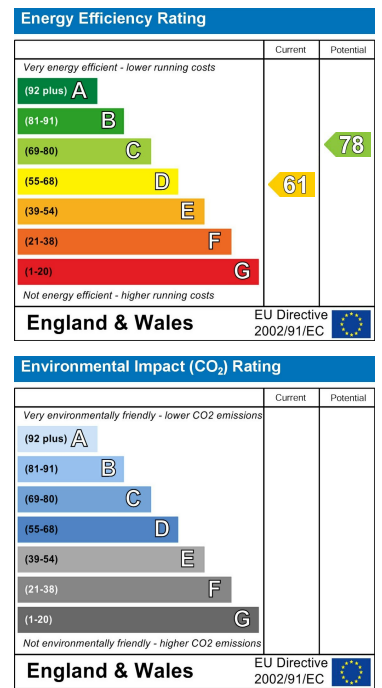 Energy Efficiency Rating
Current Potential
Very energy efficient - lower running costs
(92 plus) A
(81-91) B
(69-80) C
(55-68) D
(39-54) E
(21-38) F
(1-20) G
61
78
Not energy efficient - higher running costs
England & Wales
EU Directive
2002/91/EC
Environmental Impact (CO₂) Rating
Current Potential
Very environmentally friendly - lower CO2 emissions
(92 plus) A
(81-91) B
(69-80) C
(55-68) D
(39-54) E
(21-38) F
(1-20) G
Not environmentally friendly - higher CO2 emissions
England & Wales
EU Directive
2002/91/EC